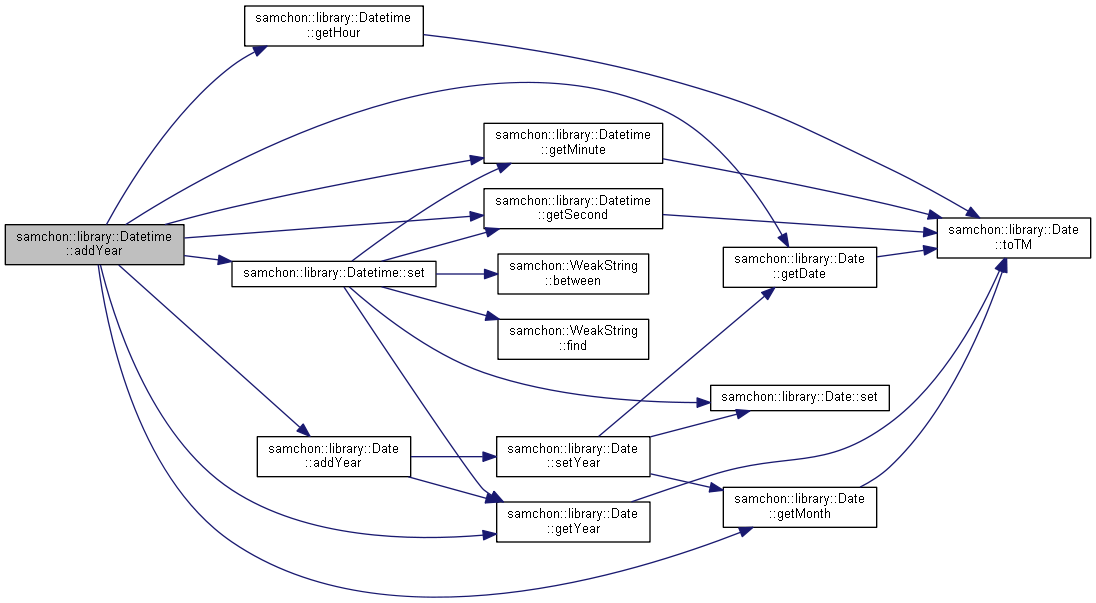 samchon::library::Datetime
::getHour
samchon::library::Datetime
::getMinute
samchon::library::Datetime
::getSecond
samchon::library::Date
::toTM
samchon::library::Datetime
::addYear
samchon::library::Datetime::set
samchon::WeakString
::between
samchon::library::Date
::getDate
samchon::WeakString
::find
samchon::library::Date::set
samchon::library::Date
::addYear
samchon::library::Date
::setYear
samchon::library::Date
::getYear
samchon::library::Date
::getMonth